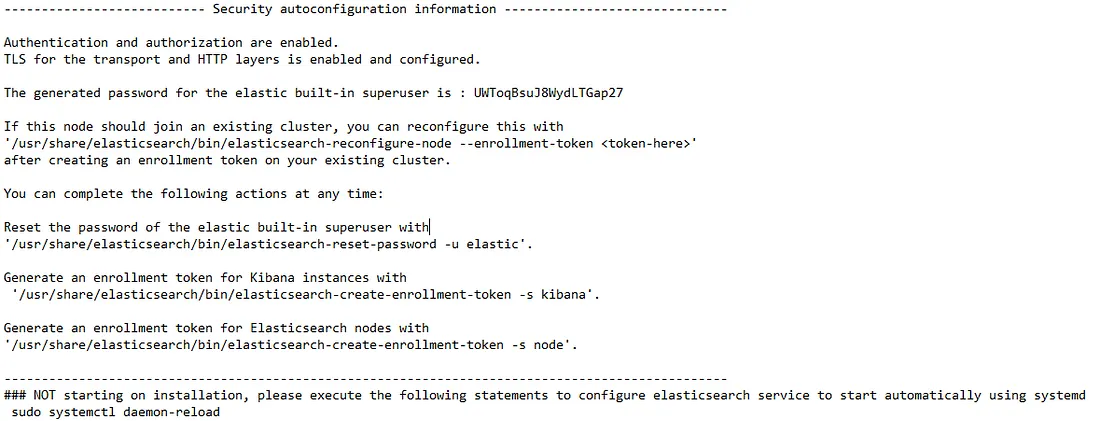 --------------------------- Security autoconfiguration information ------------------------------
Authentication and authorization are enabled.
TLS for the transport and HTTP layers is enabled and configured.
The generated password for the elastic built-in superuser is : UWToqBsuJ8WydLTGap27
If this node should join an existing cluster, you can reconfigure this with
'/usr/share/elasticsearch/bin/elasticsearch-reconfigure-node --enrollment-token <token-here>'
after creating an enrollment token on your existing cluster.
You can complete the following actions at any time:
Reset the password of the elastic built-in superuser with
'/usr/share/elasticsearch/bin/elasticsearch-reset-password -u elastic'.
Generate an enrollment token for Kibana instances with
 '/usr/share/elasticsearch/bin/elasticsearch-create-enrollment-token -s kibana'.
Generate an enrollment token for Elasticsearch nodes with
'/usr/share/elasticsearch/bin/elasticsearch-create-enrollment-token -s node'.
-------------------------------------------------------------------------------------------------
### NOT starting on installation, please execute the following statements to configure elasticsearch service to start automatically using systemd
 sudo systemctl daemon-reload